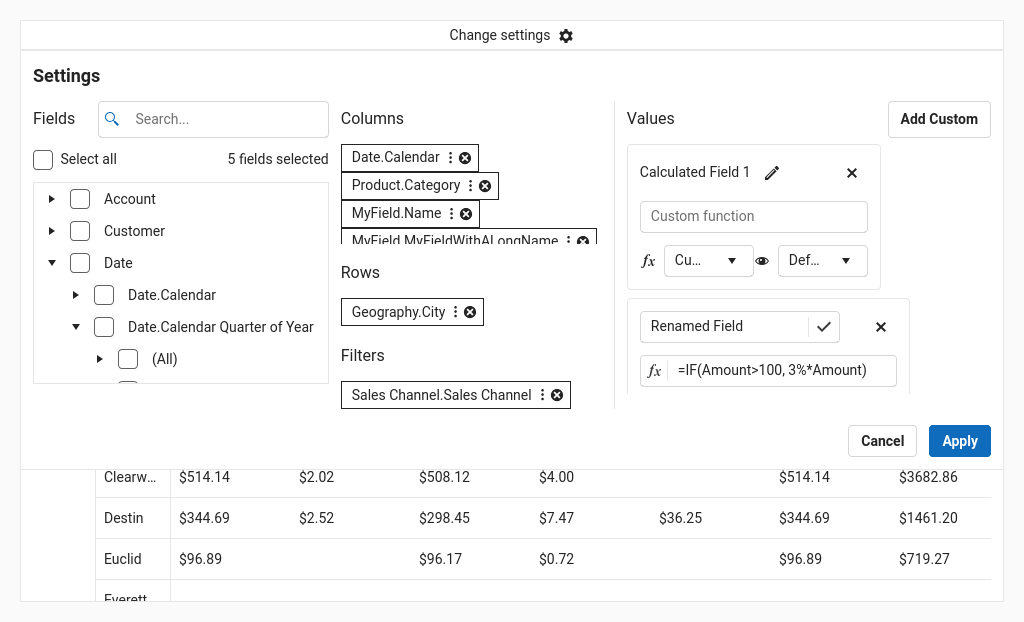 Change settings
Settings
Fields
Search...
Select all
5 fields selected
Account
Customer
Date
Date.Calendar
Date.Calendar Quarter of Year
(All)
Columns
Date.Calendar
Product.Category
MyField.Name
MyField.MyFieldWithALongName
Rows
Geography.City
Filters
Sales Channel.Sales Channel
Values
Add Custom
Calculated Field 1
Custom function
fx Cu... Def...
Renamed Field
fx =IF(Amount>100, 3%*Amount)
Cancel Apply
Clearw... $514.14 $2.02 $508.12 $4.00 $514.14 $3682.86
Destin $344.69 $2.52 $298.45 $7.47 $36.25 $344.69 $1461.20
Euclid $96.89 $96.17 $0.72 $96.89 $719.27
Everett